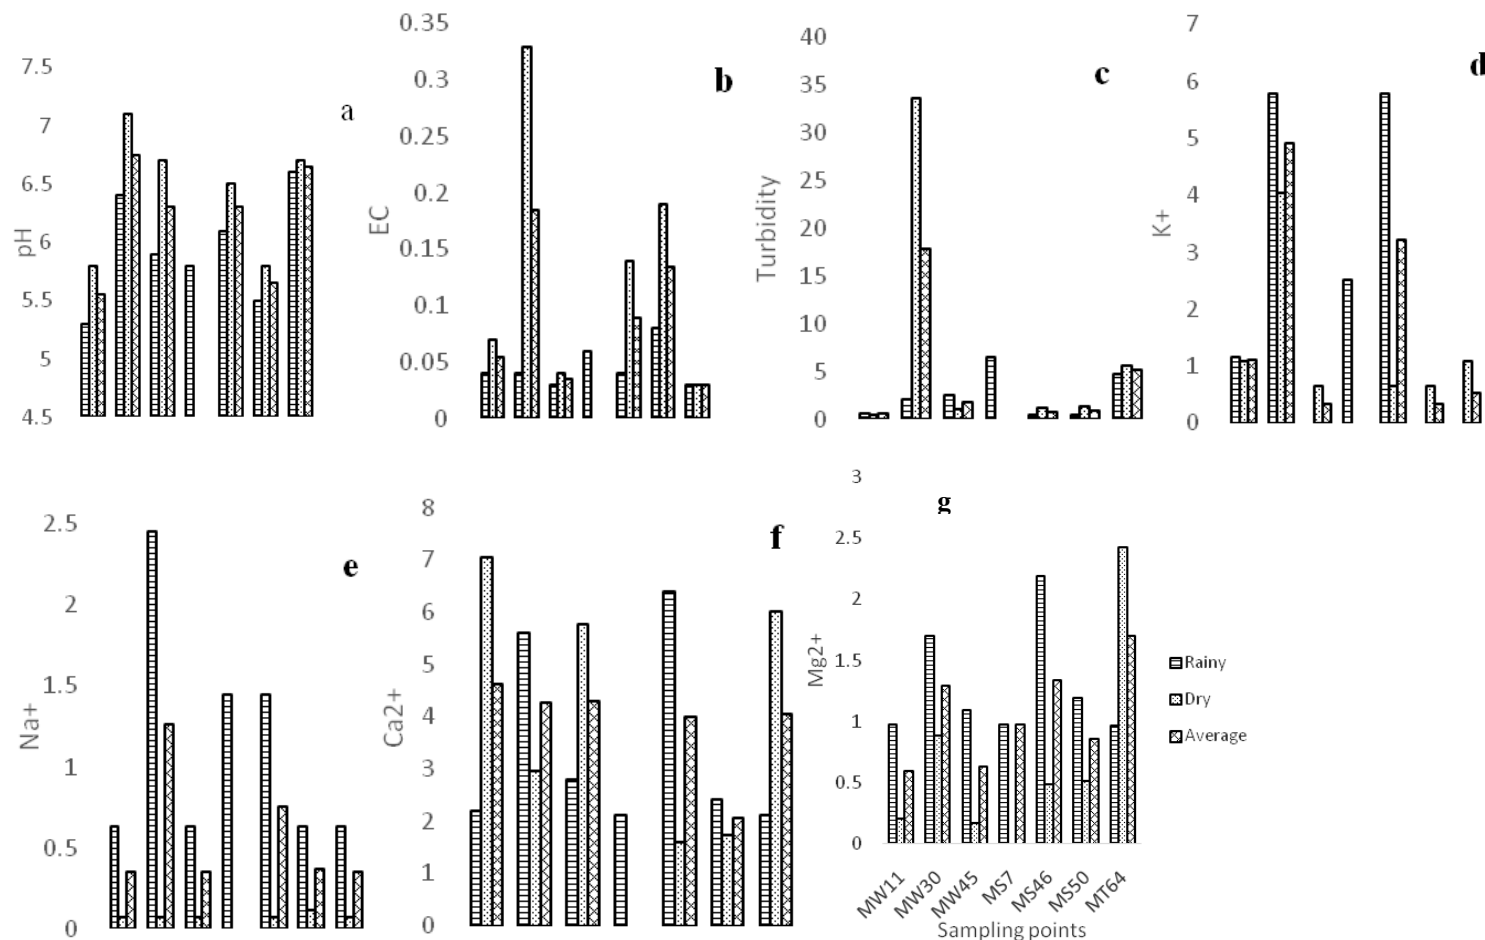 7.5
7
6.5
6
5.5
5
4.5
pH
a
0.35
0.3
0.25
0.2
0.15
0.1
0.05
0
EC
b
40
35
30
25
20
15
10
5
0
Turbidity
c
7
6
5
4
3
2
1
0
K+
d
2.5
2
1.5
1
0.5
0
Na+
e
8
7
6
5
4
3
2
1
0
Ca2+
f
3
2.5
2
1.5
1
0.5
0
Mg2+
g
MW11
MW30
MW45
MS7
MS46
MS50
MT64
Sampling points
Rainy
Dry
Average